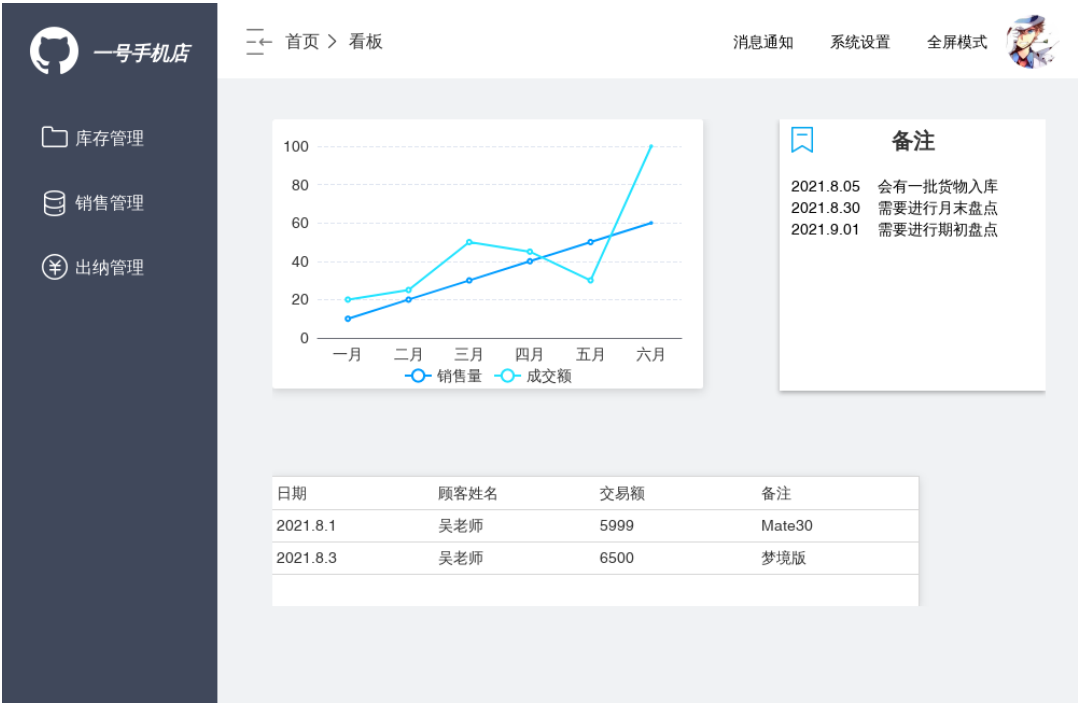 一号手机店
首页 > 看板
消息通知 系统设置 全屏模式
库存管理
销售管理
出纳管理
100
80
60
40
20
0
一月 二月 三月 四月 五月 六月
销售量 成交额
备注
2021.8.05 会有一批货物入库
2021.8.30 需要进行月末盘点
2021.9.01 需要进行期初盘点
日期 顾客姓名 交易额 备注
2021.8.1 吴老师 5999 Mate30
2021.8.3 吴老师 6500 梦境版